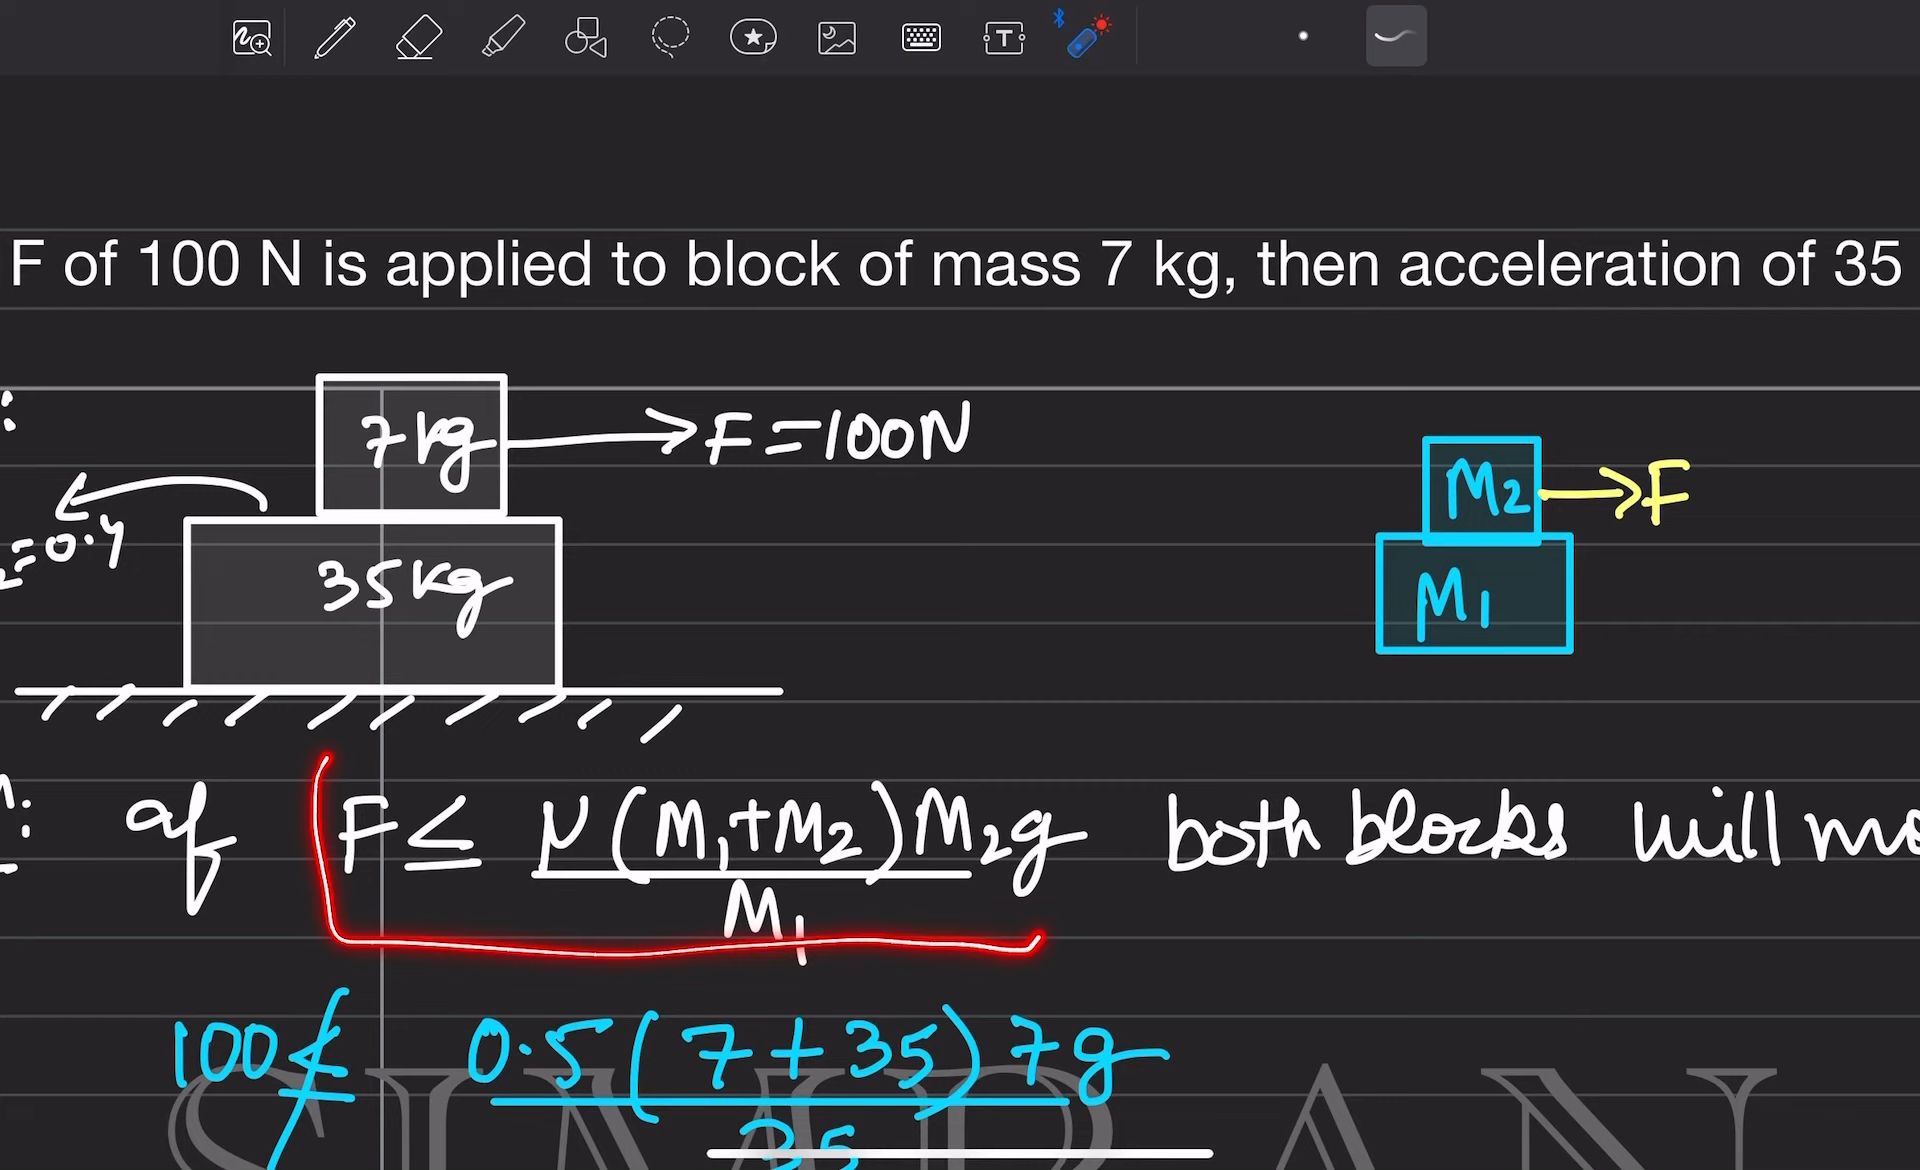 F of 100 N is applied to block of mass 7 kg, then acceleration of 35
7kg
F=100N
=0.4
35kg
M2
F
M1
of F ≤ μ(M1+M2)M2g both blocks will mo
M1
100 ≰ 0.5(7+35)7g
35